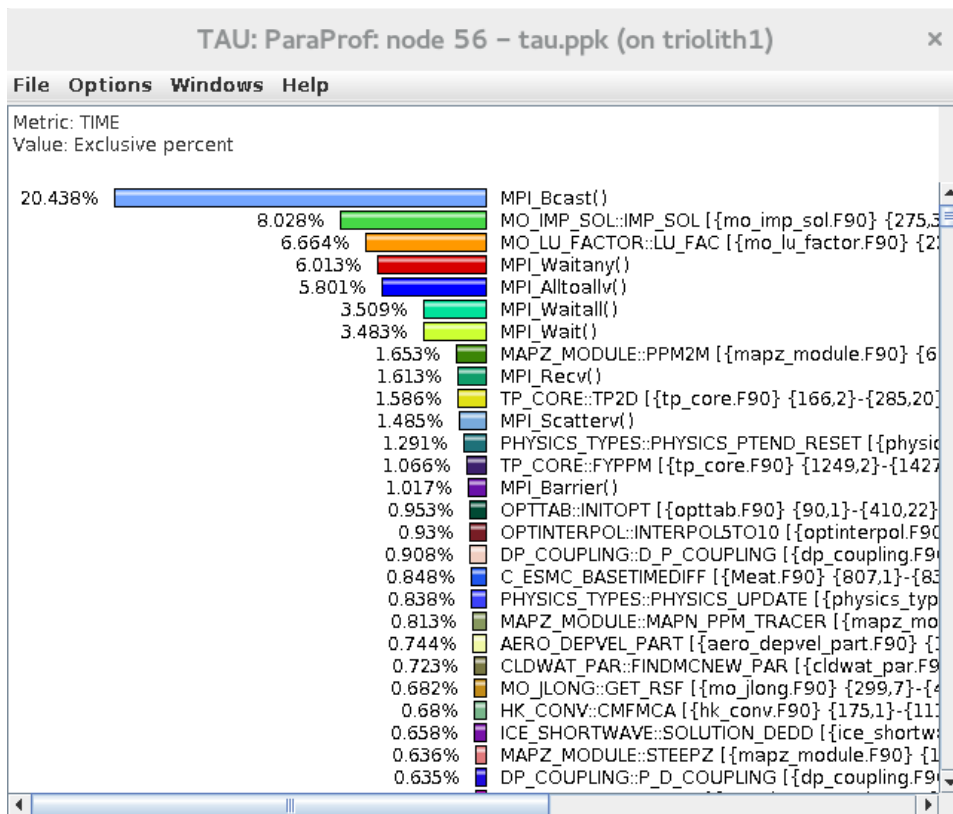 TAU: ParaProf: node 56 – tau.ppk (on triolith1) ×
File Options Windows Help
Metric: TIME
Value: Exclusive percent
20.438% MPI_Bcast()
8.028% MO_IMP_SOL::IMP_SOL [{mo_imp_sol.F90} {275,3
6.664% MO_LU_FACTOR::LU_FAC [{mo_lu_factor.F90} {2
6.013% MPI_Waitany()
5.801% MPI_Alltoallv()
3.509% MPI_Waitall()
3.483% MPI_Wait()
1.653% MAPZ_MODULE::PPM2M [{mapz_module.F90} {6
1.613% MPI_Recv()
1.586% TP_CORE::TP2D [{tp_core.F90} {166,2}-{285,20}
1.485% MPI_Scatterv()
1.291% PHYSICS_TYPES::PHYSICS_PTEND_RESET [{physic
1.066% TP_CORE::FYPPM [{tp_core.F90} {1249,2}-{1427
1.017% MPI_Barrier()
0.953% OPTTAB::INITOPT [{opttab.F90} {90,1}-{410,22}
0.93% OPTINTERPOL::INTERPOL5TO10 [{optinterpol.F90
0.908% DP_COUPLING::D_P_COUPLING [{dp_coupling.F9
0.848% C_ESMC_BASETIMEDIFF [{Meat.F90} {807,1}-{83
0.838% PHYSICS_TYPES::PHYSICS_UPDATE [{physics_typ
0.813% MAPZ_MODULE::MAPN_PPM_TRACER [{mapz_mo
0.744% AERO_DEPVEL_PART [{aero_depvel_part.F90} {
0.723% CLDWAT_PAR::FINDMCNEW_PAR [{cldwat_par.F9
0.682% MO_JLONG::GET_RSF [{mo_jlong.F90} {299,7}-{4
0.68% HK_CONV::CMFMCA [{hk_conv.F90} {175,1}-{11
0.658% ICE_SHORTWAVE::SOLUTION_DEDD [{ice_shortw
0.636% MAPZ_MODULE::STEEPZ [{mapz_module.F90} {1
0.635% DP_COUPLING::P_D_COUPLING [{dp_coupling.F9